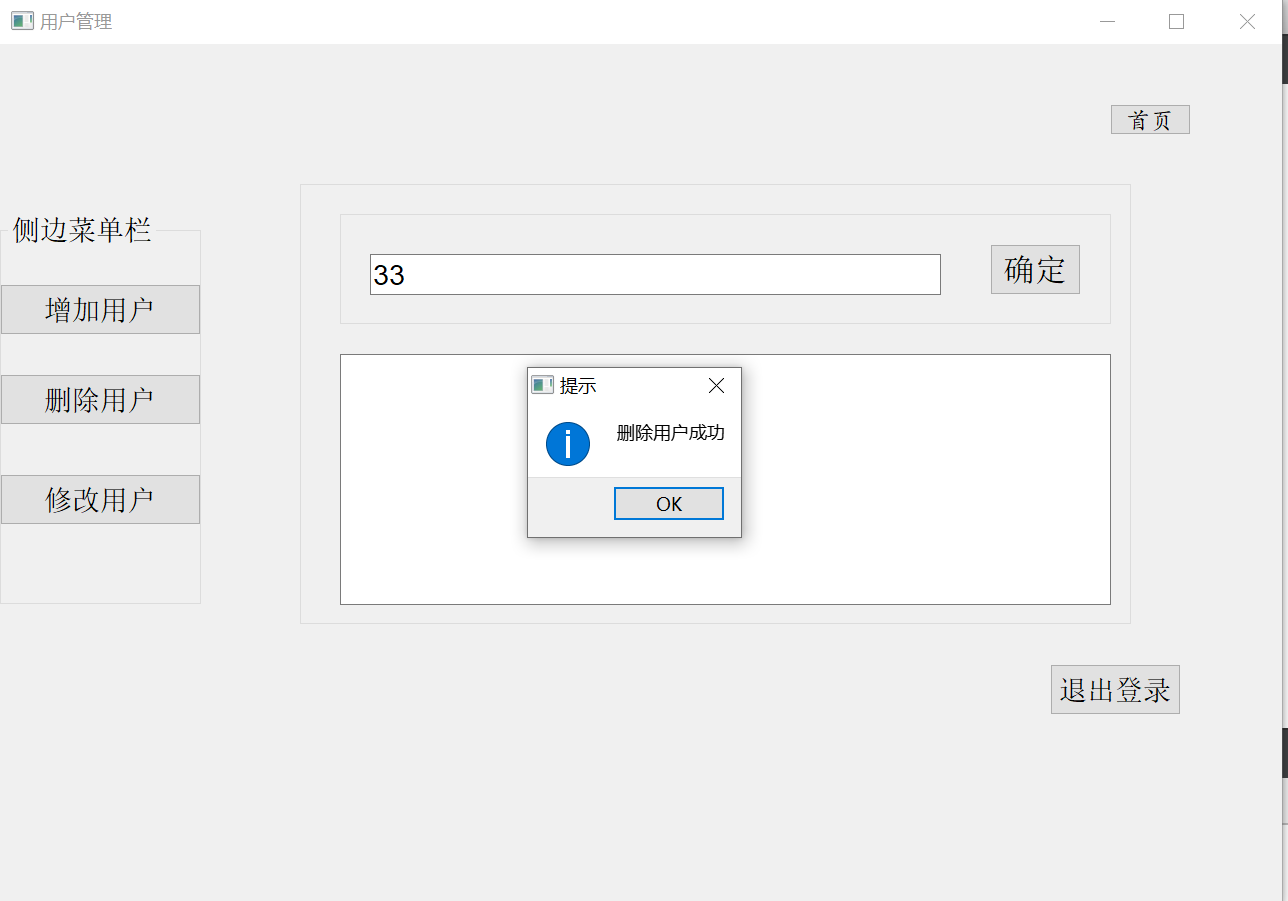 用户管理
首页
侧边菜单栏
增加用户
删除用户
修改用户
33
确定
提示
删除用户成功
OK
退出登录